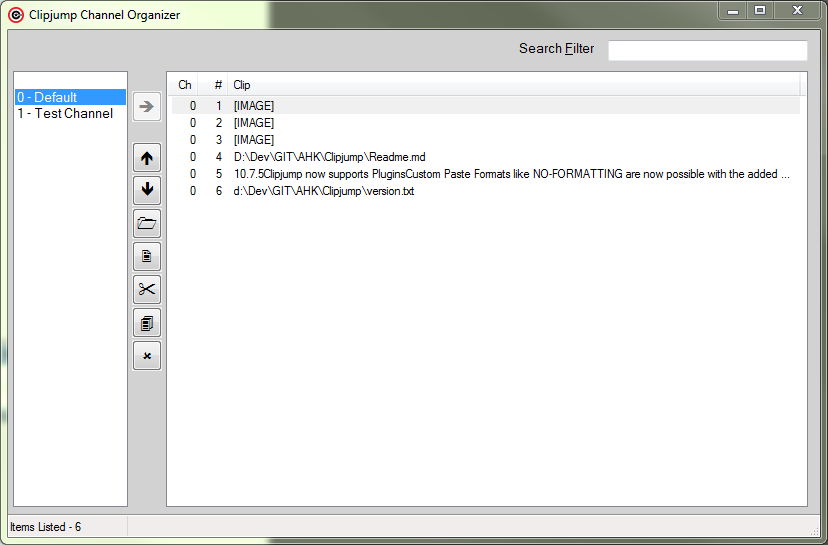 Clipjump Channel Organizer
Search Filter
0 - Default
1 - Test Channel
Ch # Clip
0 1 [IMAGE]
0 2 [IMAGE]
0 3 [IMAGE]
0 4 D:\Dev\GIT\AHK\Clipjump\Readme.md
0 5 10.7.5Clipjump now supports PluginsCustom Paste Formats like NO-FORMATTING are now possible with the added ...
0 6 d:\Dev\GIT\AHK\Clipjump\version.txt
Items Listed - 6